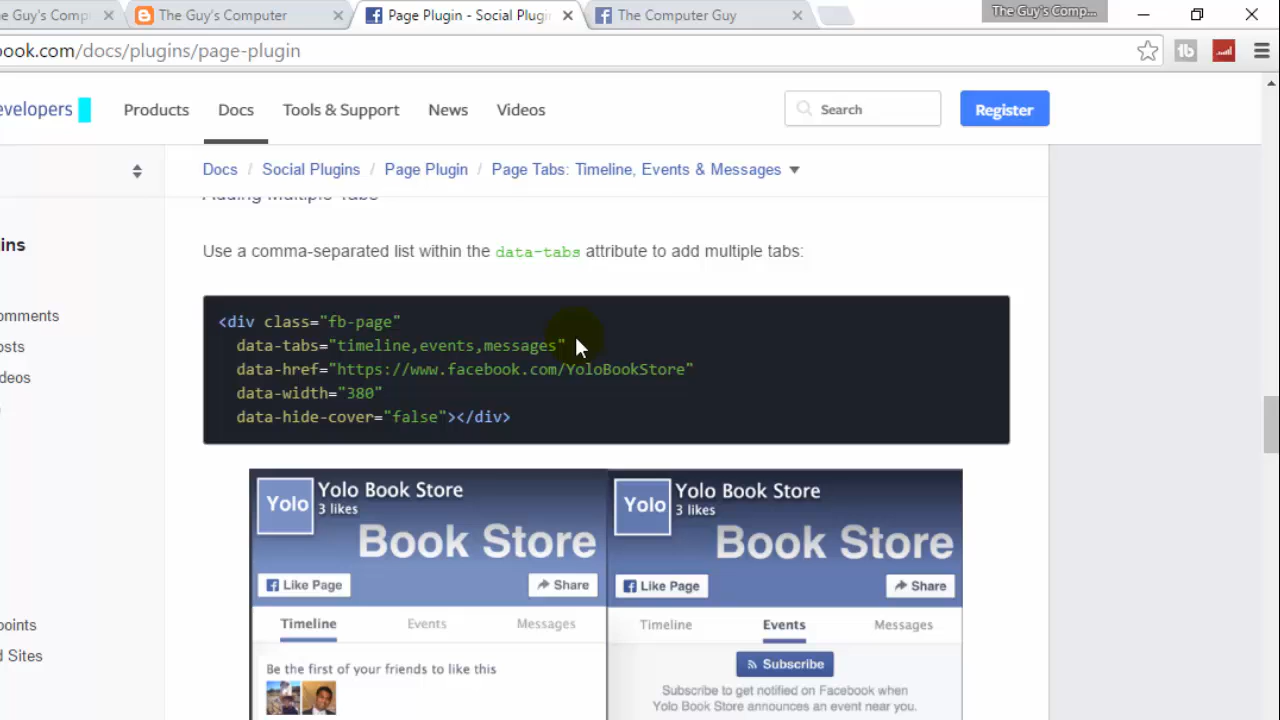 he Guy's Compu
The Guy's Computer
Page Plugin - Social Plugin
The Computer Guy
The Guy's Comp...
ook.com/docs/plugins/page-plugin
evelopers
Products
Docs
Tools & Support
News
Videos
Search
Register
Docs / Social Plugins / Page Plugin / Page Tabs: Timeline, Events & Messages
Adding Multiple Tabs
ins
omments
osts
deos
oints
d Sites
Use a comma-separated list within the data-tabs attribute to add multiple tabs:
<div class="fb-page"
data-tabs="timeline,events,messages"
data-href="https://www.facebook.com/YoloBookStore"
data-width="380"
data-hide-cover="false"></div>
Yolo
Yolo Book Store
3 likes
Book Store
Like Page
Share
Timeline
Events
Messages
Be the first of your friends to like this
Yolo
Yolo Book Store
3 likes
Book Store
Like Page
Share
Timeline
Events
Messages
Subscribe
Subscribe to get notified on Facebook when
Yolo Book Store announces an event near you.